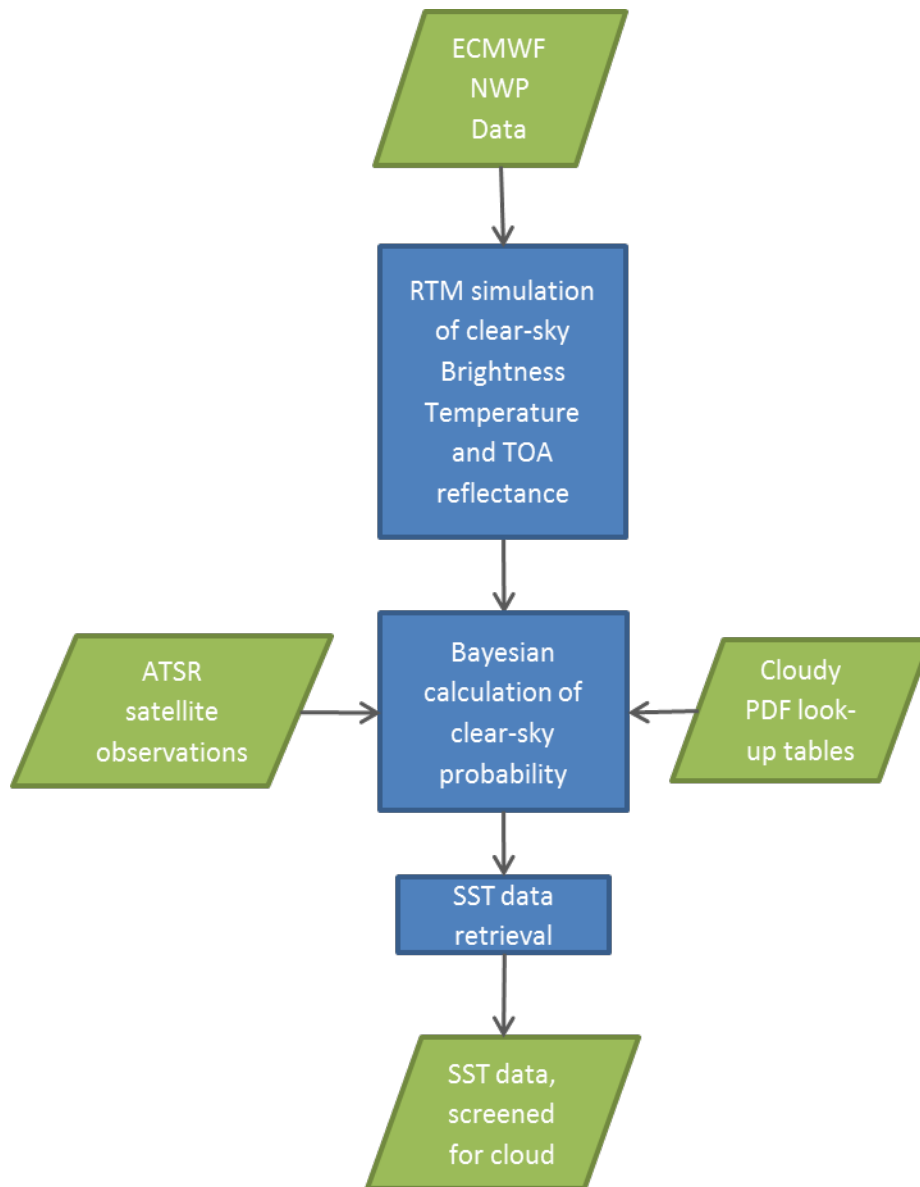 ECMWF
NWP
Data
RTM simulation
of clear-sky
Brightness
Temperature
and TOA
reflectance
ATSR
satellite
observations
Bayesian
calculation of
clear-sky
probability
Cloudy
PDF look-
up tables
SST data
retrieval
SST data,
screened
for cloud